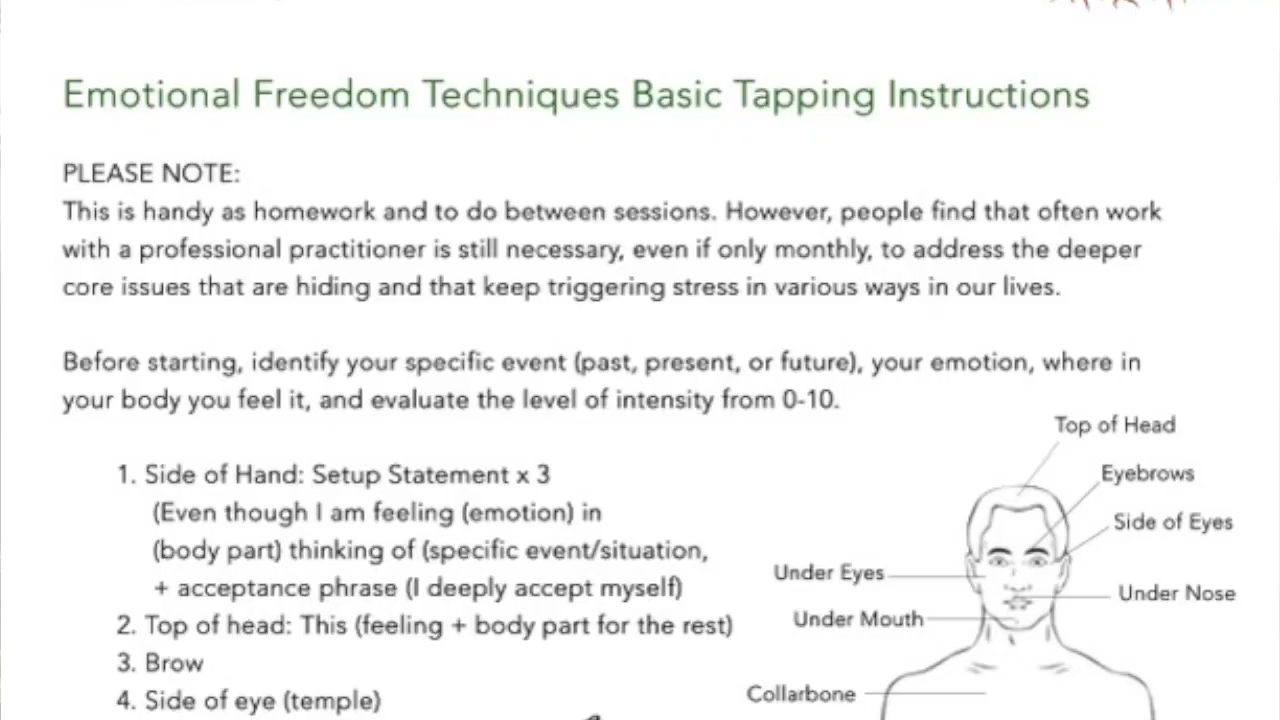 Emotional Freedom Techniques Basic Tapping Instructions
PLEASE NOTE:
This is handy as homework and to do between sessions. However, people find that often work
with a professional practitioner is still necessary, even if only monthly, to address the deeper
core issues that are hiding and that keep triggering stress in various ways in our lives.
Before starting, identify your specific event (past, present, or future), your emotion, where in
your body you feel it, and evaluate the level of intensity from 0-10.
1. Side of Hand: Setup Statement x 3
(Even though I am feeling (emotion) in
(body part) thinking of (specific event/situation,
+ acceptance phrase (I deeply accept myself)
2. Top of head: This (feeling + body part for the rest)
3. Brow
4. Side of eye (temple)
Top of Head
Eyebrows
Side of Eyes
Under Eyes
Under Nose
Under Mouth
Collarbone